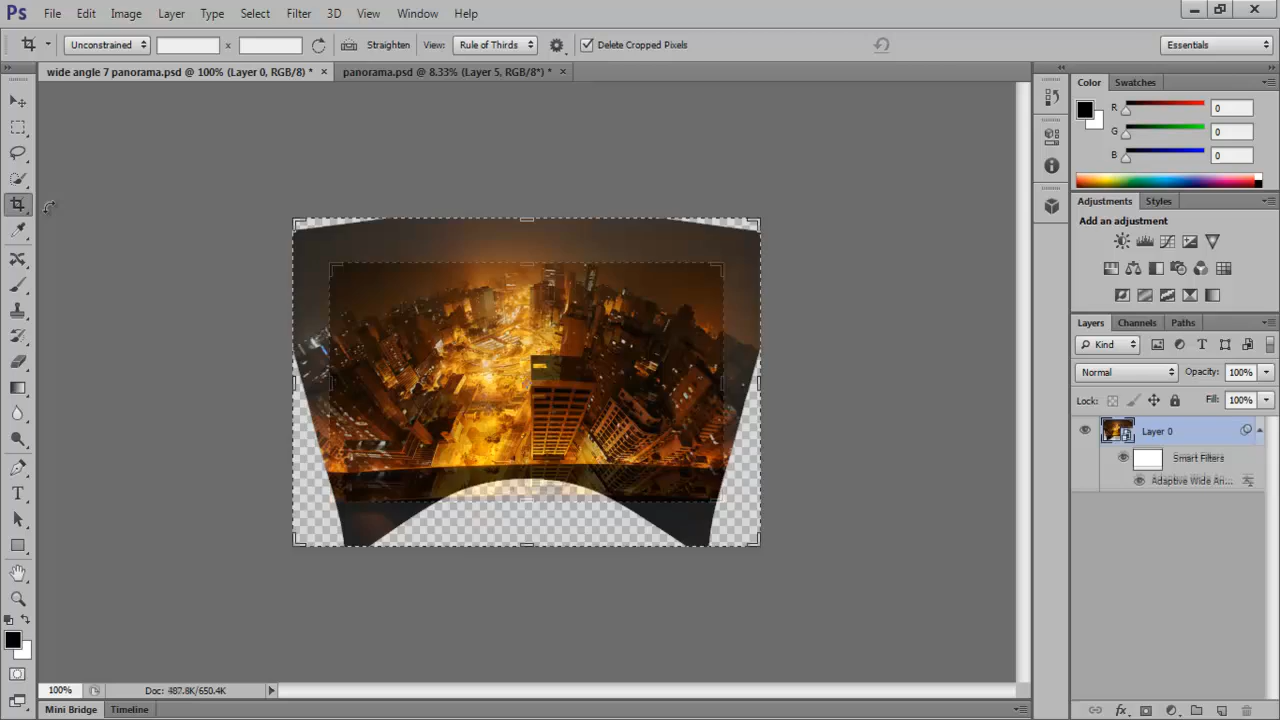 Ps File Edit Image Layer Type Select Filter 3D View Window Help
Unconstrained x Straighten View: Rule of Thirds Delete Cropped Pixels Essentials
wide angle 7 panorama.psd @ 100% (Layer 0, RGB/8) * × panorama.psd @ 8.33% (Layer 5, RGB/8*) * ×
Color Swatches
R 0
G 0
B 0
Adjustments Styles
Add an adjustment
Layers Channels Paths
Kind
Normal Opacity: 100%
Lock: Fill: 100%
Layer 0
Smart Filters
Adaptive Wide An...
100% Doc: 487.8K/650.4K
Mini Bridge Timeline